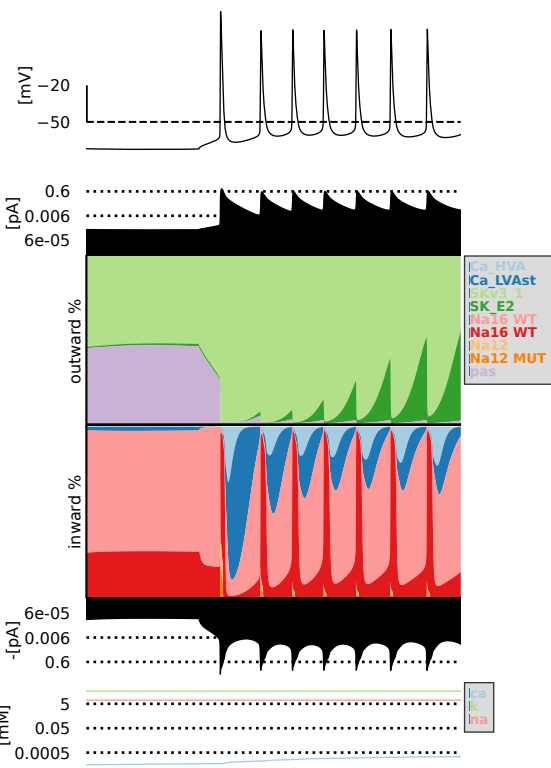 [mV]
−20
−50
[pA]
0.6
0.006
6e-05
outward %
Ca_HVA
Ca_LVAst
SKv3_1
SK_E2
Na16 WT
Na16 WT
Na12
Na12 MUT
pas
inward %
-[pA]
6e-05
0.006
0.6
[mM]
5
0.05
0.0005
ca
k
na